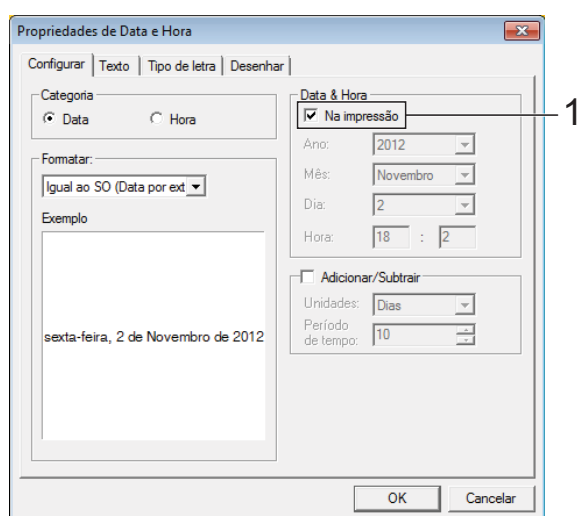 Propriedades de Data e Hora
Configurar Texto Tipo de letra Desenhar
Categoria
Data Hora
Formatar:
Igual ao SO (Data por ext
Exemplo
sexta-feira, 2 de Novembro de 2012
Data & Hora
Na impressão
1
Ano: 2012
Mês: Novembro
Dia: 2
Hora: 18 : 2
Adicionar/Subtrair
Unidades: Dias
Período
de tempo: 10
OK Cancelar